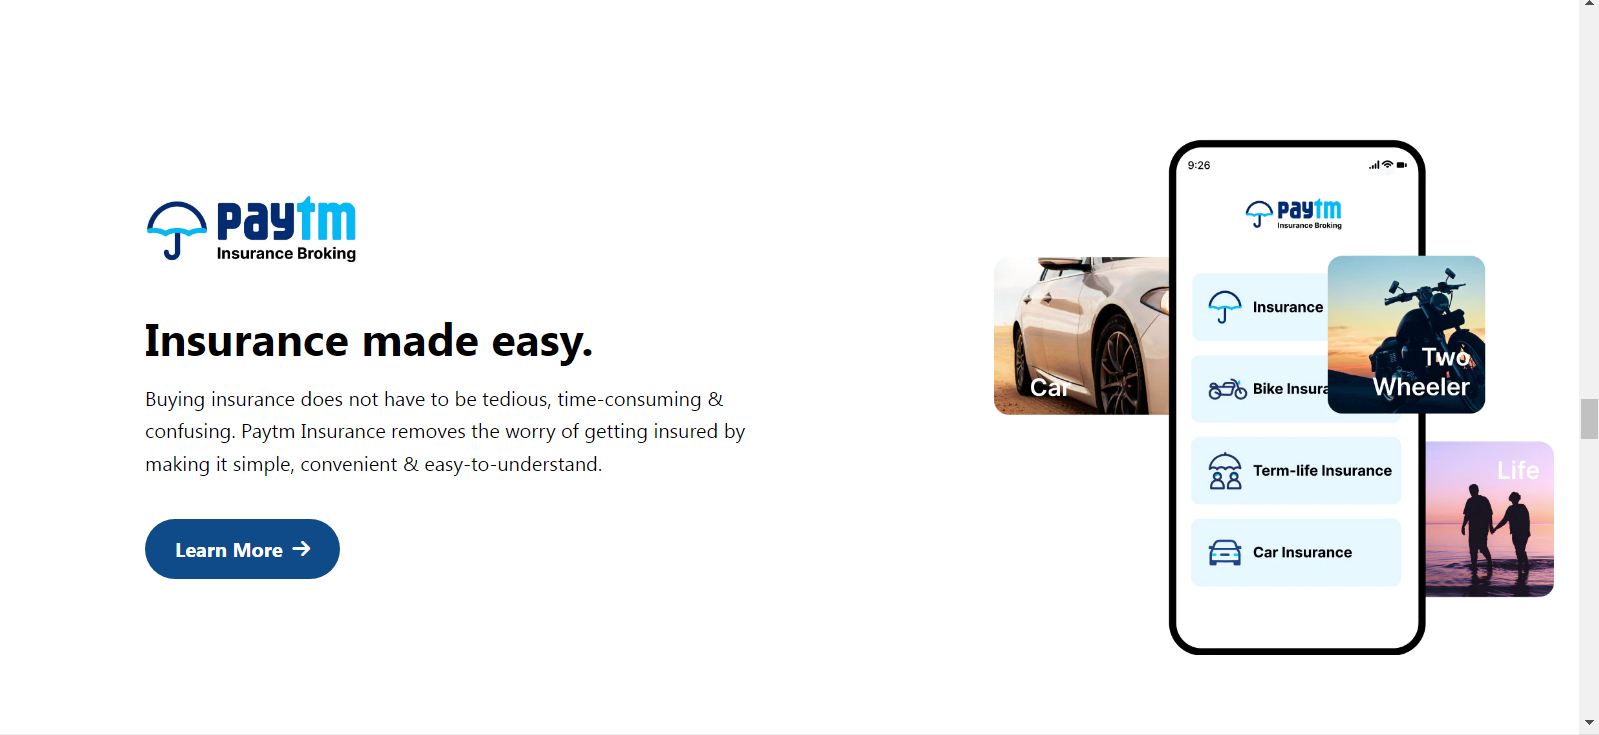 paytm
Insurance Broking
Insurance made easy.
Buying insurance does not have to be tedious, time-consuming &
confusing. Paytm Insurance removes the worry of getting insured by
making it simple, convenient & easy-to-understand.
Learn More
9:26
paytm
Insurance Broking
Insurance
Bike Insura
Term-life Insurance
Car Insurance
Car
Two
Wheeler
Life